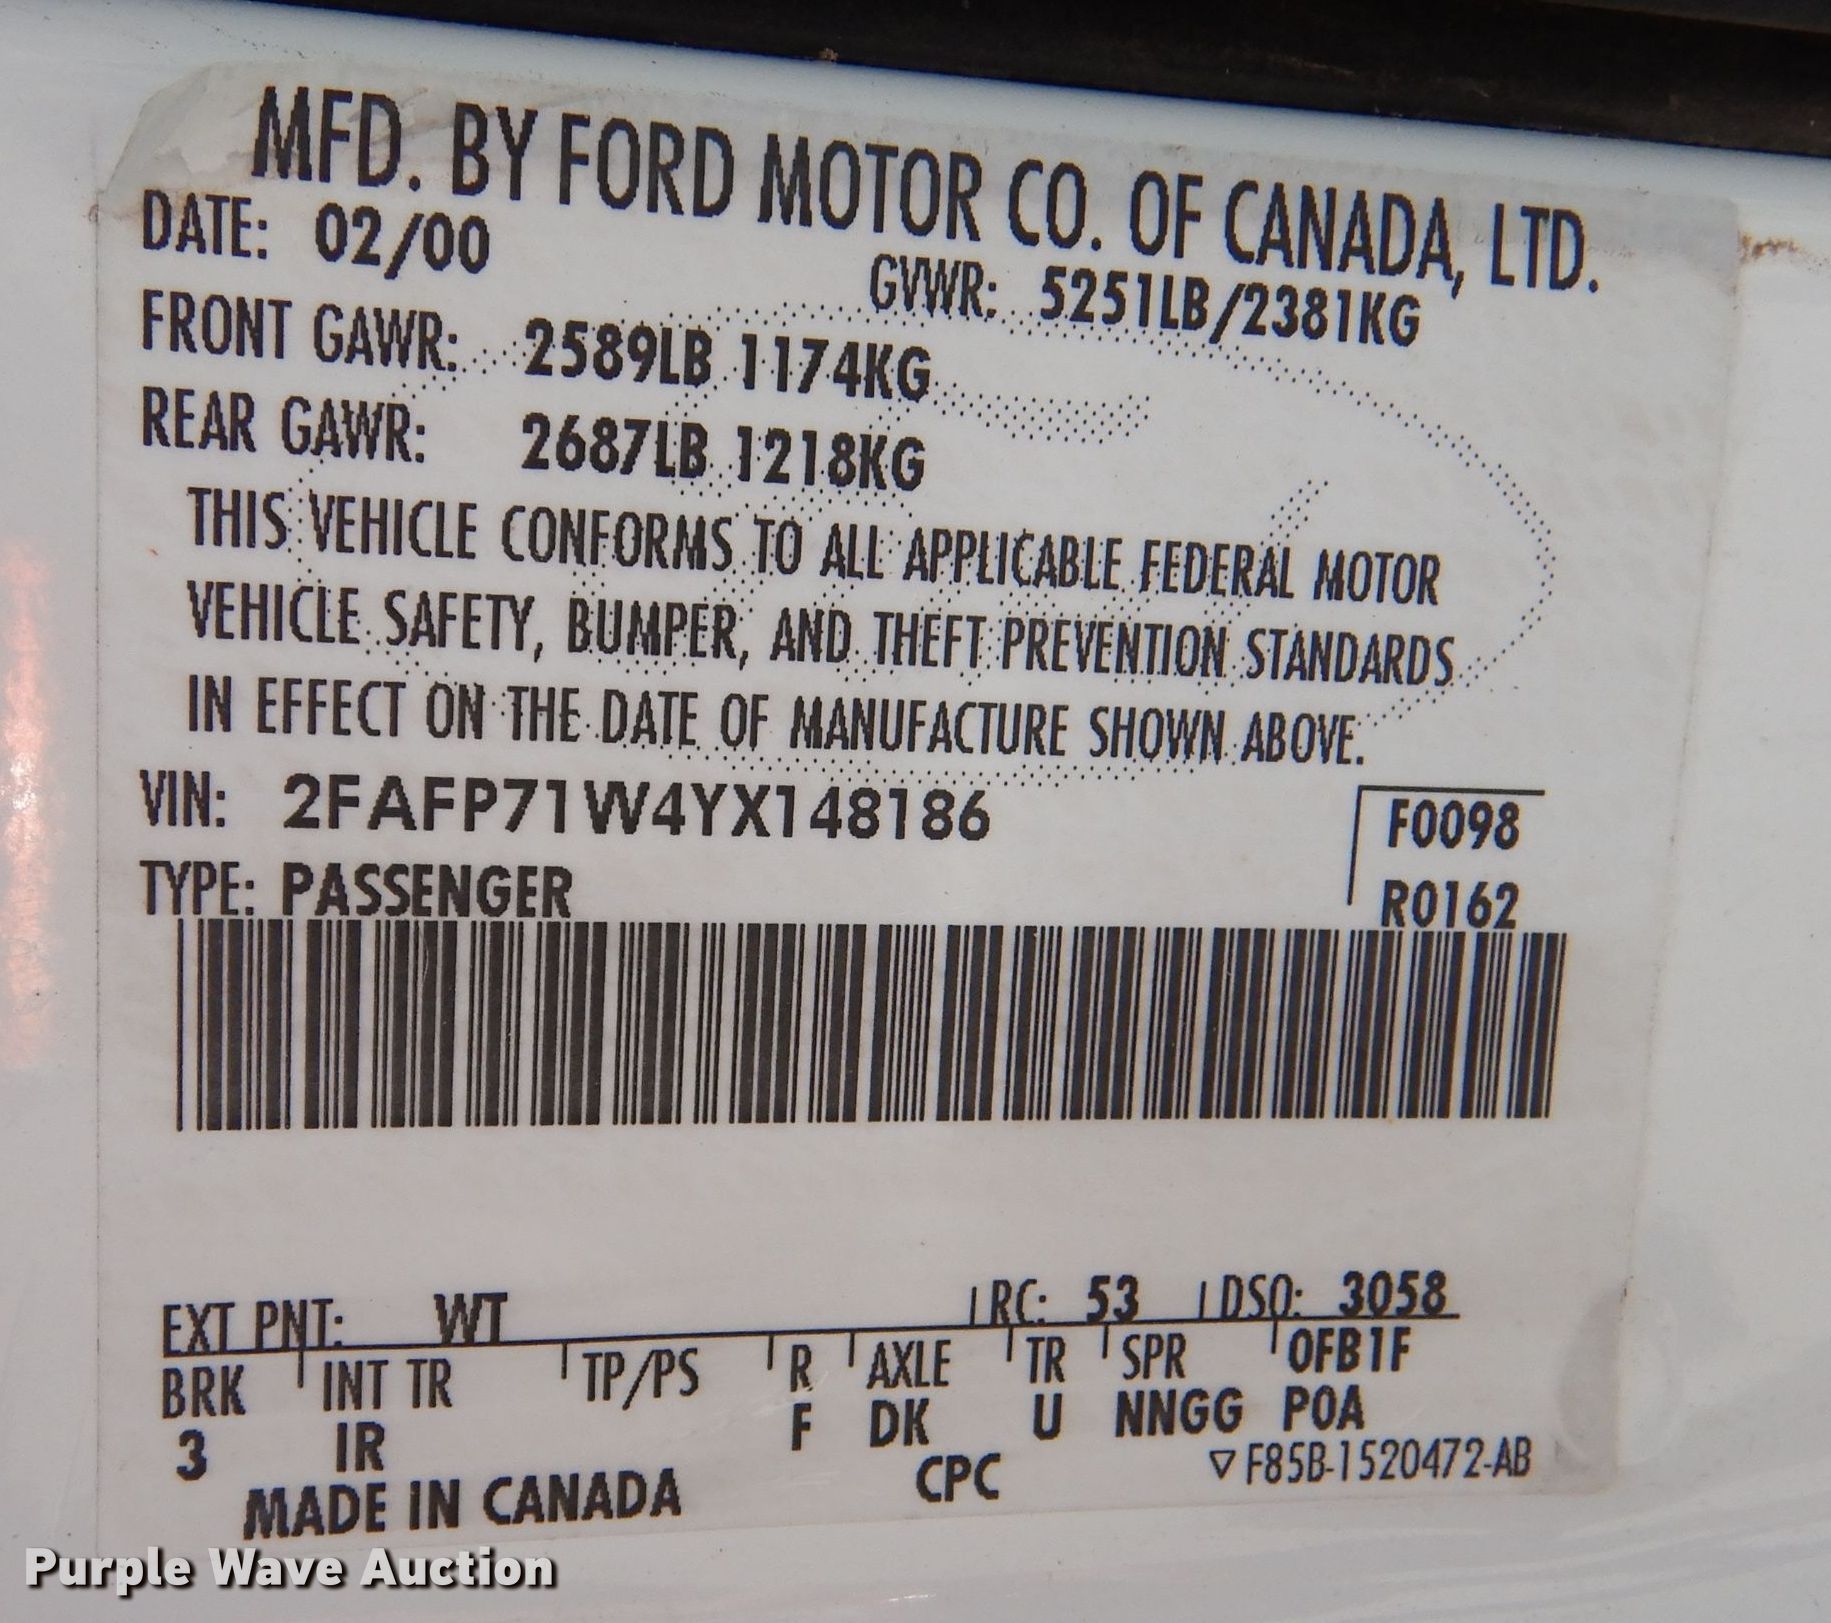 MFD. BY FORD MOTOR CO. OF CANADA, LTD.
DATE: 02/00
GVWR: 5251LB/2381KG
FRONT GAWR: 2589LB 1174KG
REAR GAWR: 2687LB 1218KG
THIS VEHICLE CONFORMS TO ALL APPLICABLE FEDERAL MOTOR
VEHICLE SAFETY, BUMPER, AND THEFT PREVENTION STANDARDS
IN EFFECT ON THE DATE OF MANUFACTURE SHOWN ABOVE.
VIN: 2FAFP71W4YX148186
F0098
TYPE: PASSENGER
R0162
EXT PNT: WT RC: 53 DSO: 3058
BRK INT TR TP/PS R AXLE TR SPR 0FB1F
3 IR F DK U NNGG P0A
MADE IN CANADA CPC ▽F85B-1520472-AB
Purple Wave Auction